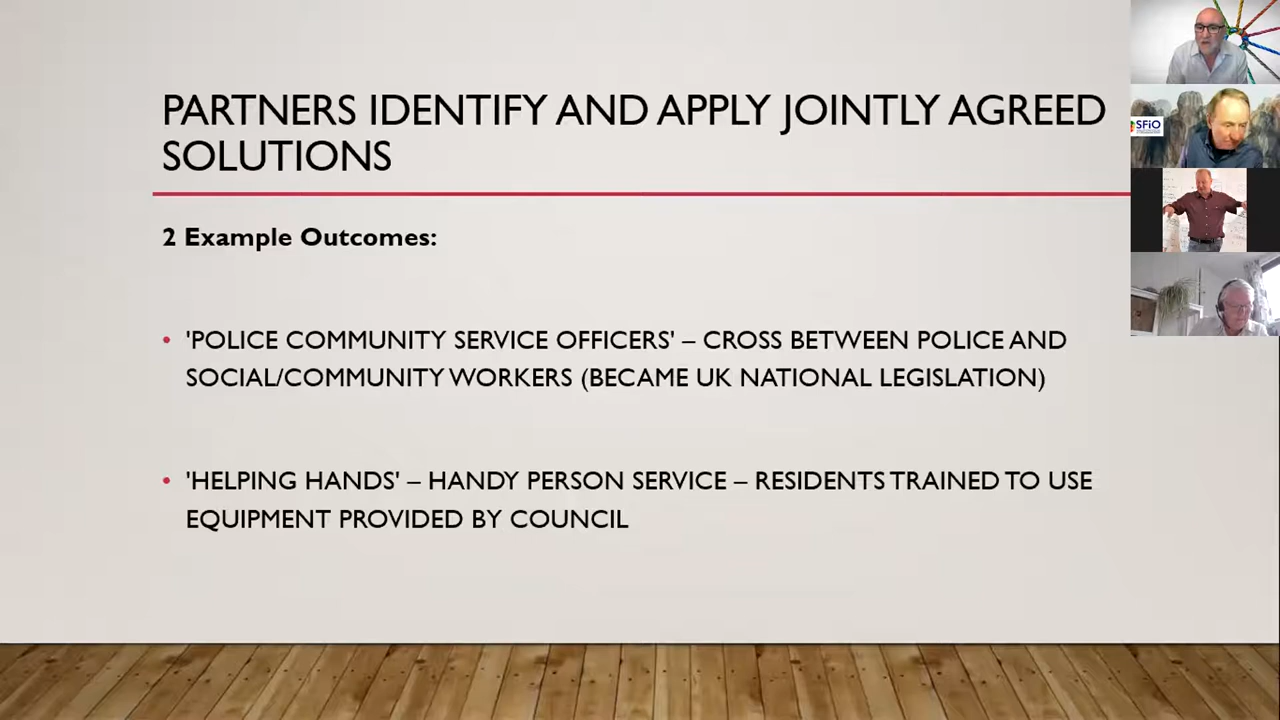 PARTNERS IDENTIFY AND APPLY JOINTLY AGREED
SOLUTIONS
2 Example Outcomes:
• 'POLICE COMMUNITY SERVICE OFFICERS' – CROSS BETWEEN POLICE AND
SOCIAL/COMMUNITY WORKERS (BECAME UK NATIONAL LEGISLATION)
• 'HELPING HANDS' – HANDY PERSON SERVICE – RESIDENTS TRAINED TO USE
EQUIPMENT PROVIDED BY COUNCIL
SFiO